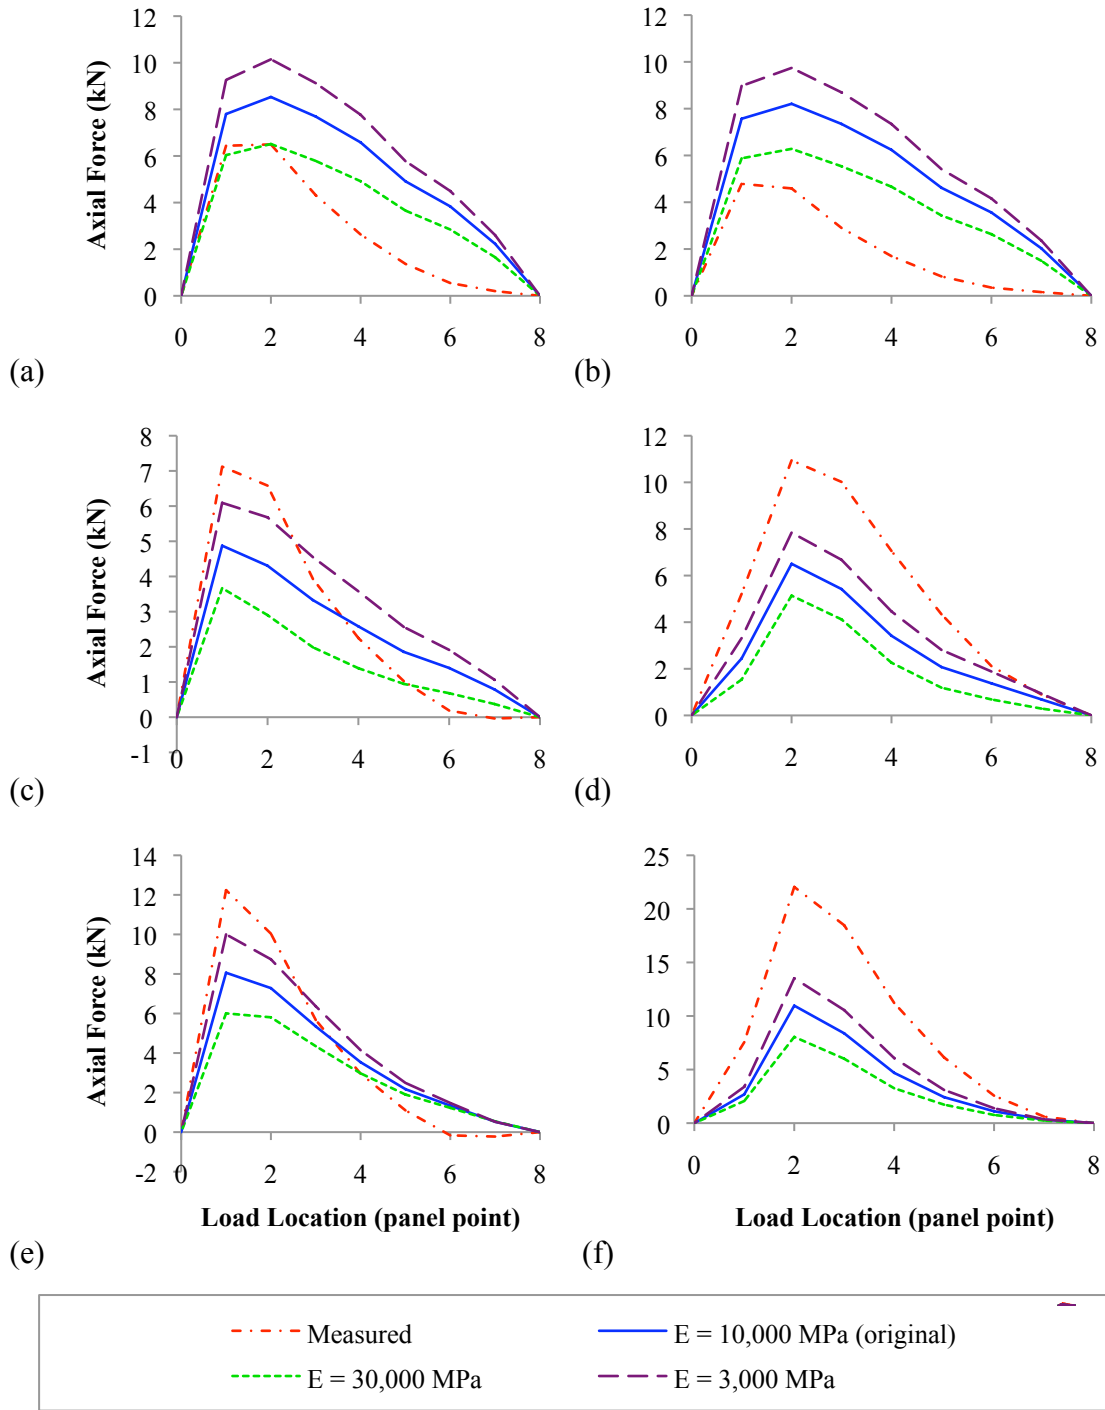 12
10
8
6
4
2
0
Axial Force (kN)
0 2 4 6 8
(a)
12
10
8
6
4
2
0
0 2 4 6 8
(b)
8
7
6
5
4
3
2
1
0
-1
Axial Force (kN)
0 2 4 6 8
(c)
12
10
8
6
4
2
0
0 2 4 6 8
(d)
14
12
10
8
6
4
2
0
-2
Axial Force (kN)
0 2 4 6 8
Load Location (panel point)
(e)
25
20
15
10
5
0
0 2 4 6 8
Load Location (panel point)
(f)
Measured
E = 10,000 MPa (original)
E = 30,000 MPa
E = 3,000 MPa